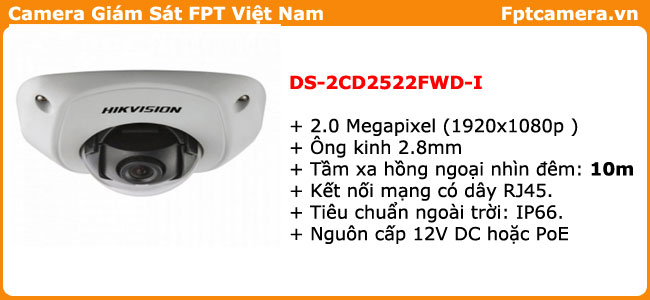 Camera Giám Sát FPT Việt Nam
Fptcamera.vn
HIKVISION
DS-2CD2522FWD-I
+ 2.0 Megapixel (1920x1080p )
+ Ông kinh 2.8mm
+ Tầm xa hồng ngoại nhìn đêm: 10m
+ Kết nối mạng có dây RJ45.
+ Tiêu chuẩn ngoài trời: IP66.
+ Nguôn cấp 12V DC hoặc PoE